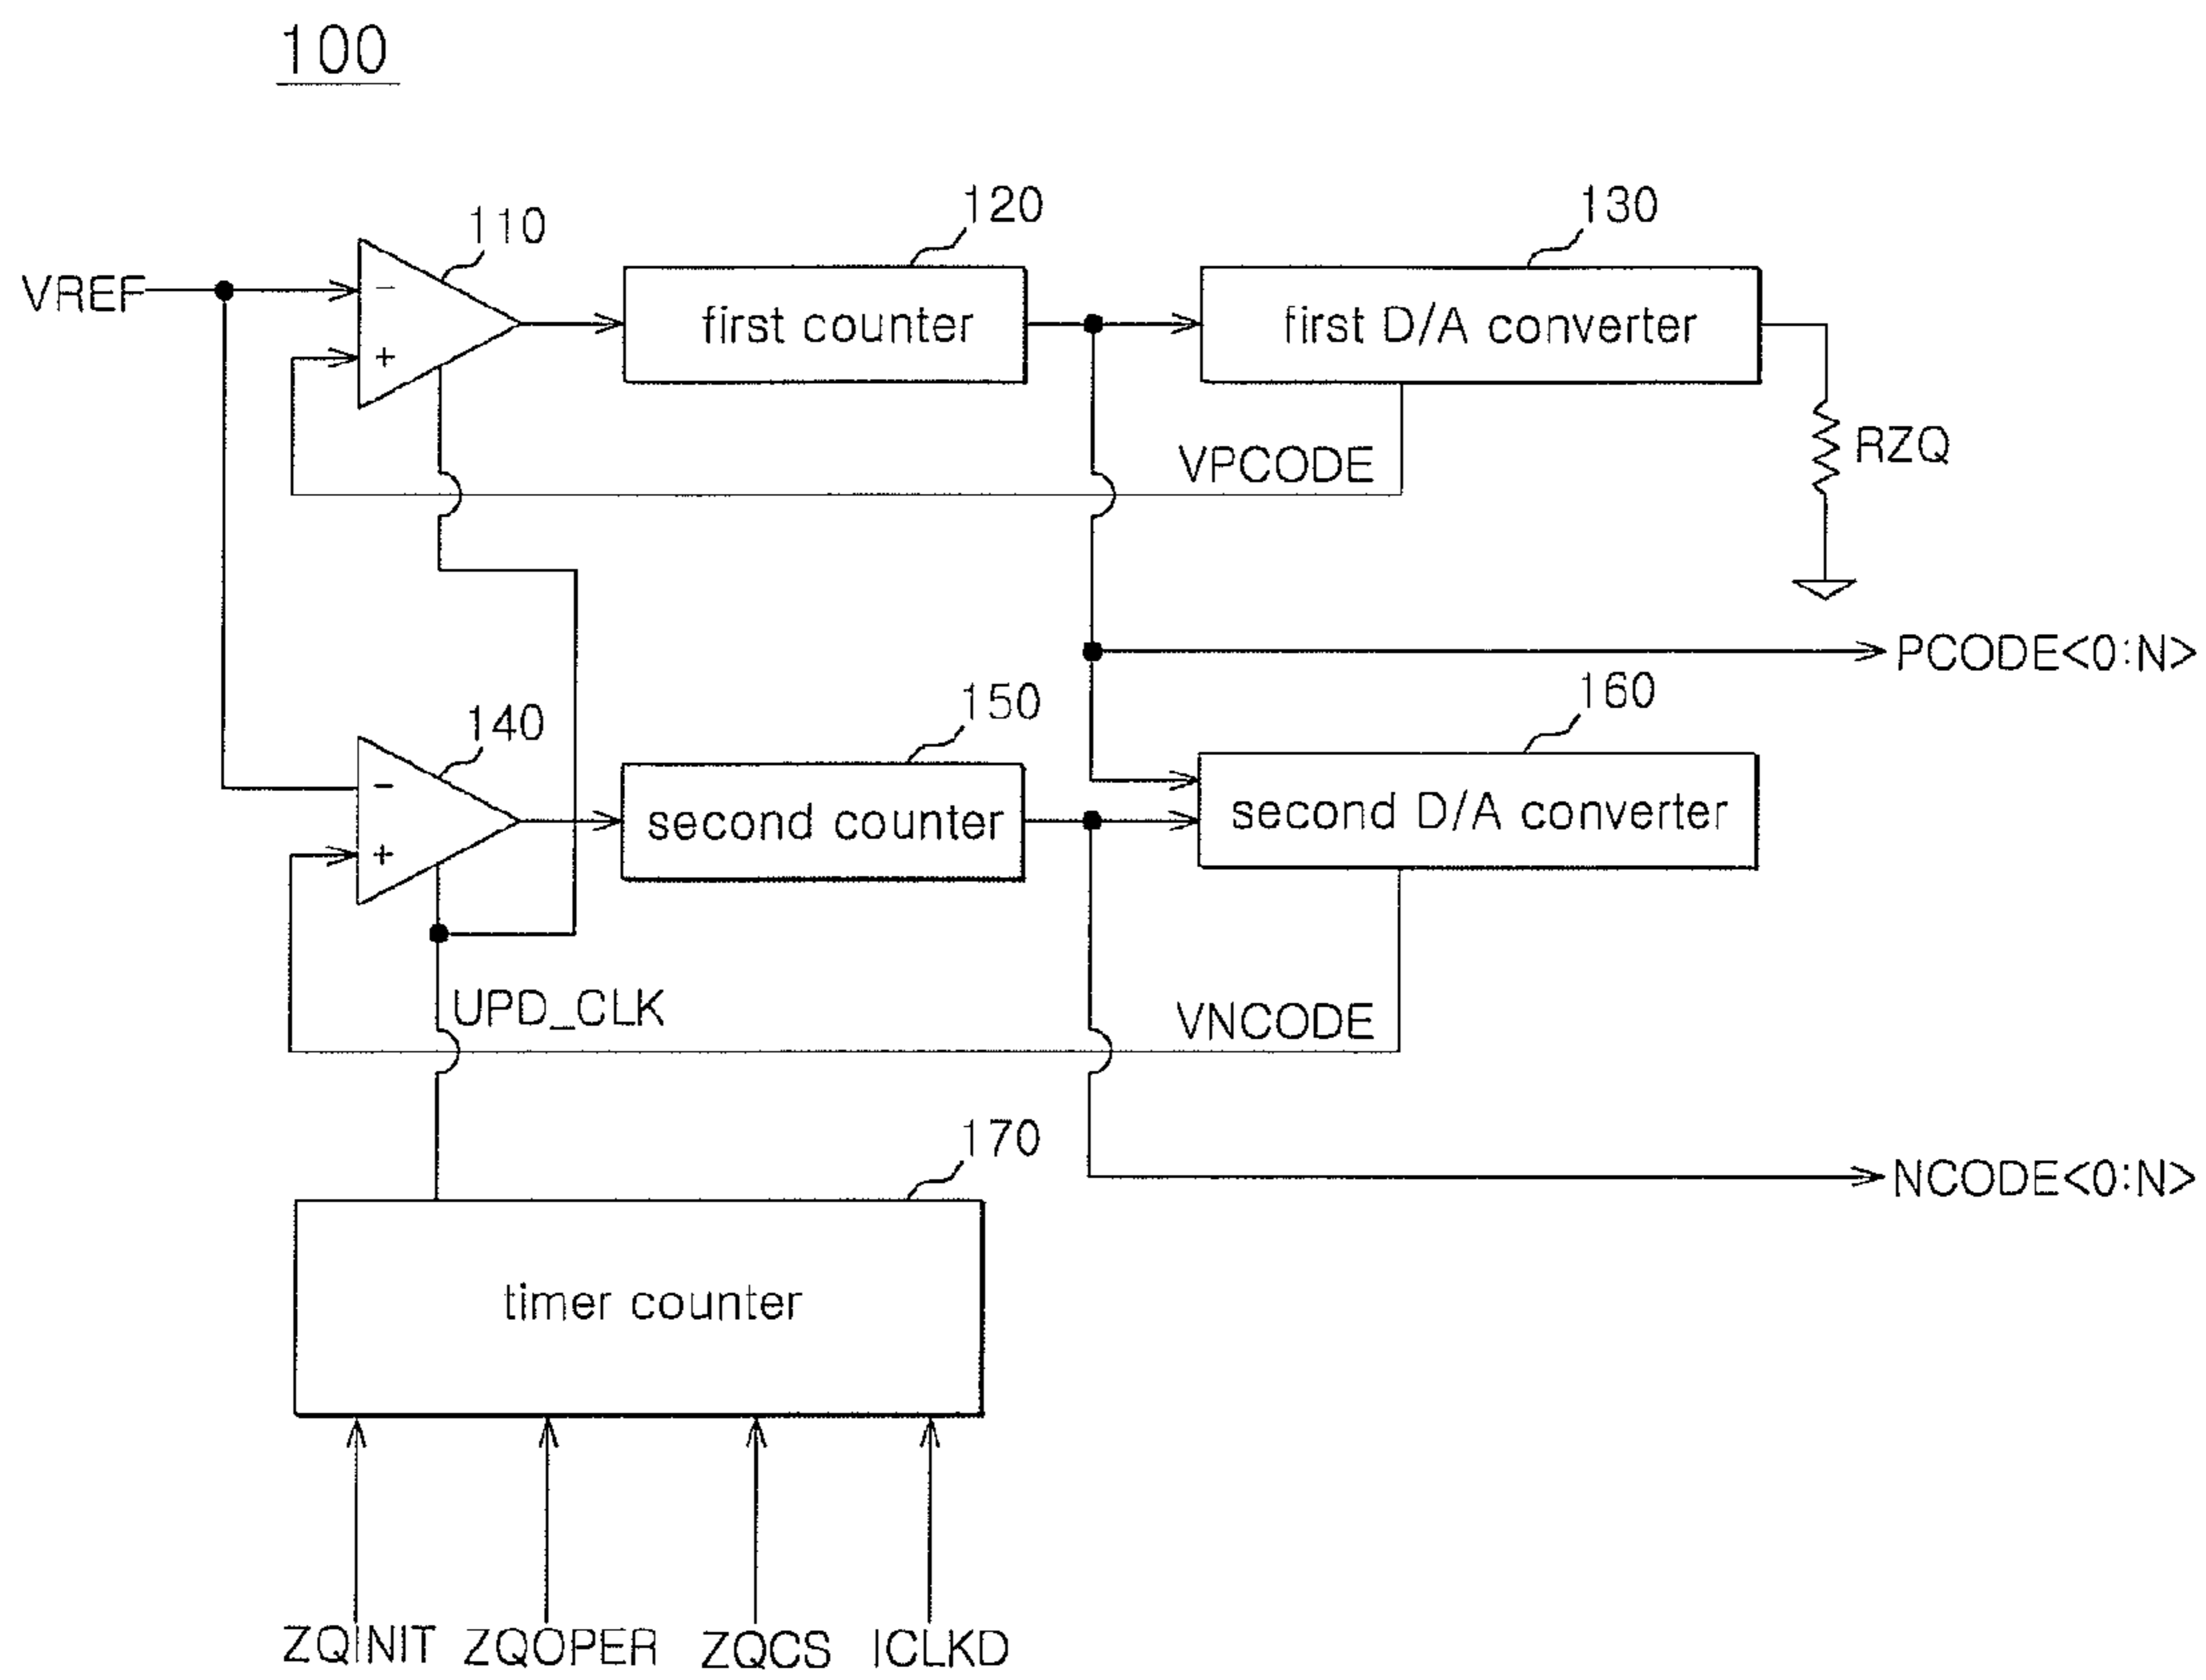 100
110
120
130
VREF
−
first counter
first D/A converter
+
RZQ
VPCODE
PCODE<0:N>
140
150
160
−
second counter
second D/A converter
+
UPD_CLK
VNCODE
170
NCODE<0:N>
timer counter
ZQINIT ZQOPER ZQCS ICLKD